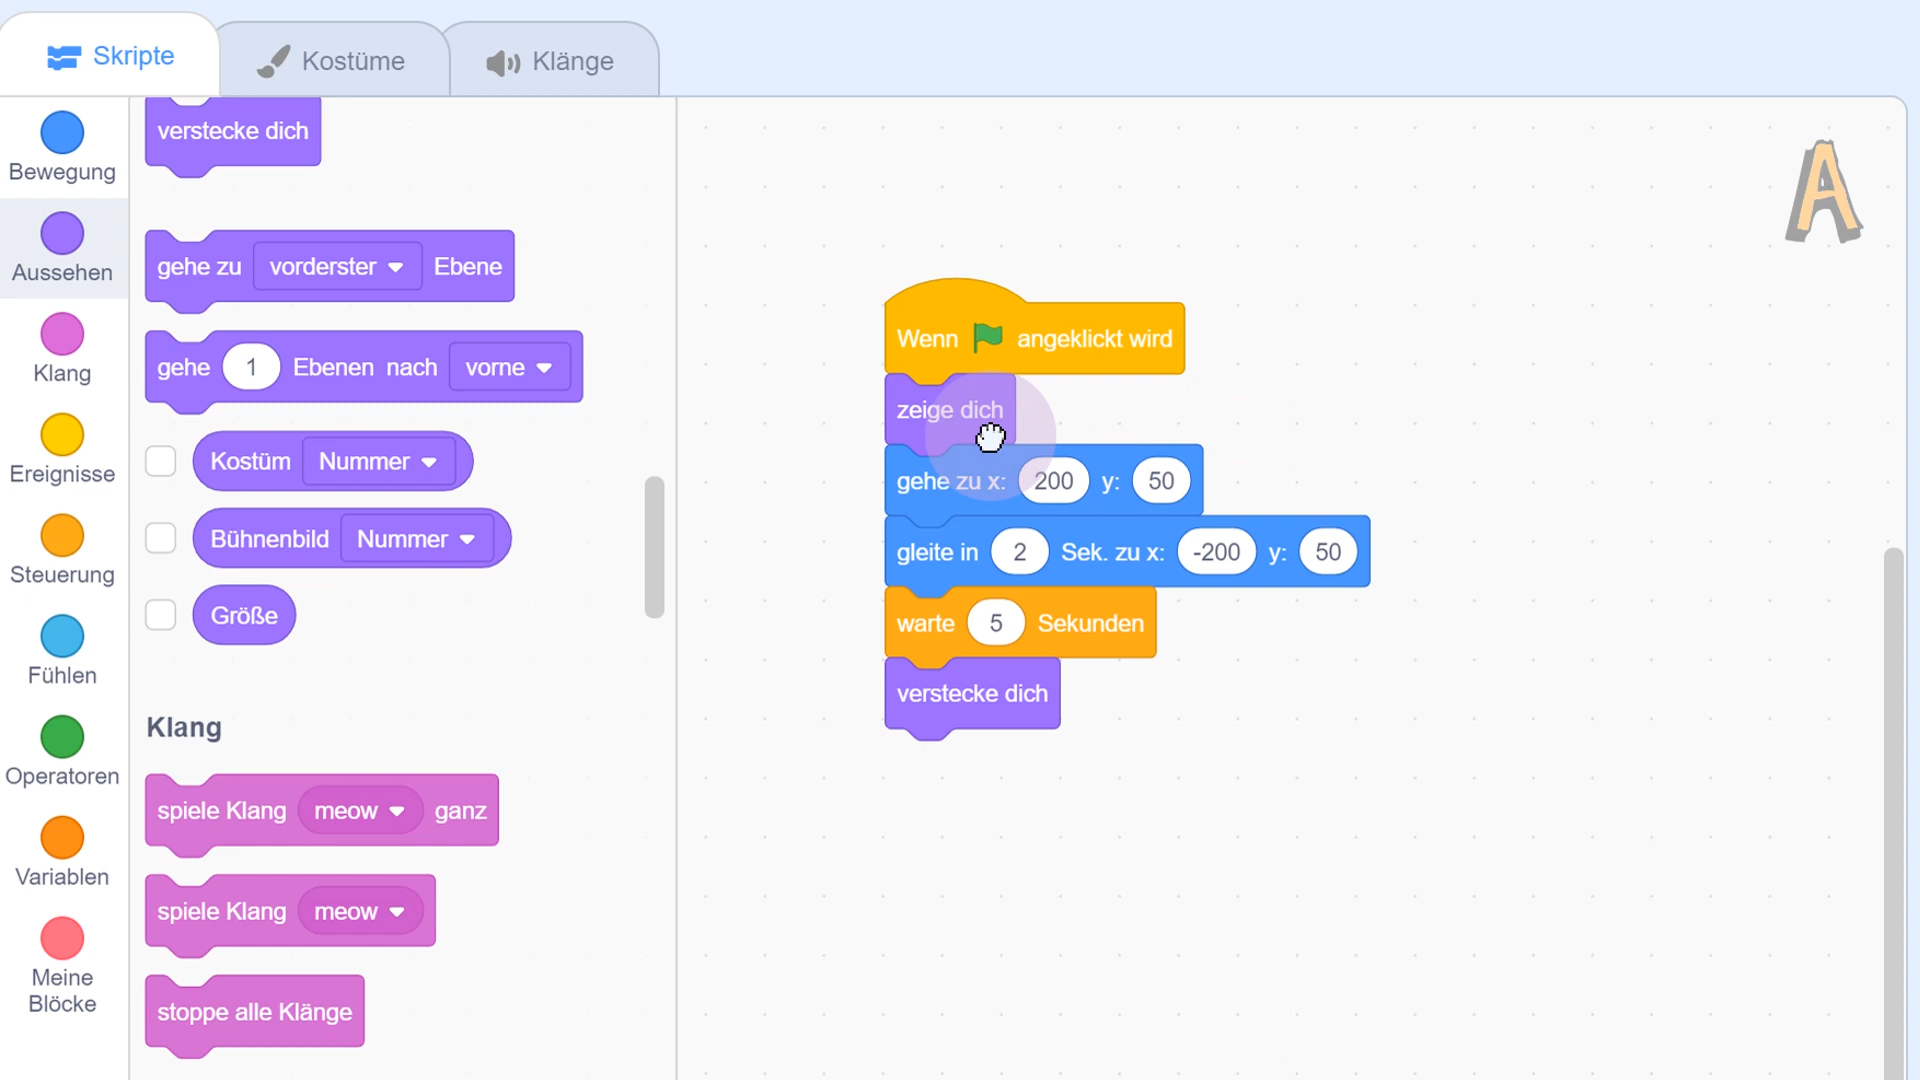 Skripte
Kostüme
Klänge
Bewegung
Aussehen
Klang
Ereignisse
Steuerung
Fühlen
Operatoren
Variablen
Meine
Blöcke
verstecke dich
gehe zu vorderster Ebene
gehe 1 Ebenen nach vorne
Kostüm Nummer
Bühnenbild Nummer
Größe
Klang
spiele Klang meow ganz
spiele Klang meow
stoppe alle Klänge
Wenn angeklickt wird
zeige dich
gehe zu x: 200 y: 50
gleite in 2 Sek. zu x: -200 y: 50
warte 5 Sekunden
verstecke dich
A